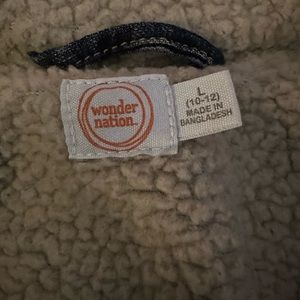 wonder
nation.
L
(10-12)
MADE IN
BANGLADESH